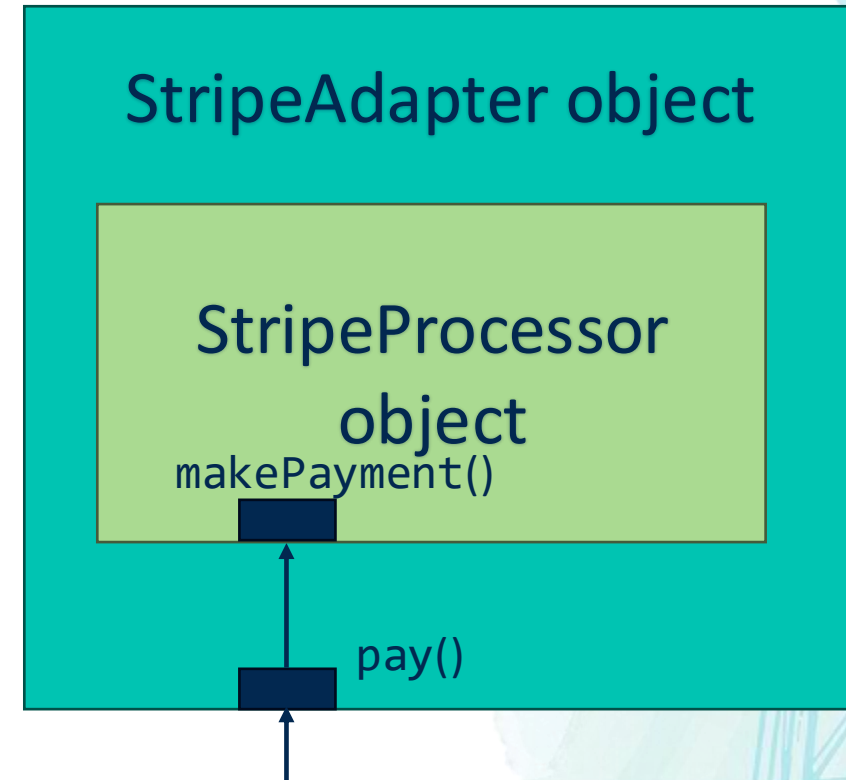 StripeAdapter object
StripeProcessor
object
makePayment()
pay()